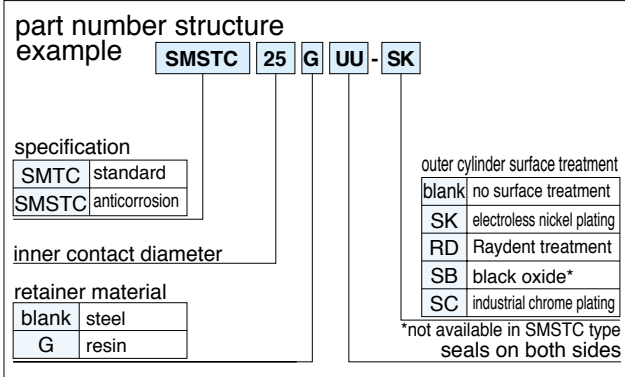 part number structure
example
SMSTC 25 G UU - SK
specification
SMTC standard
SMSTC anticorrosion
inner contact diameter
retainer material
blank steel
G resin
outer cylinder surface treatment
blank no surface treatment
SK electroless nickel plating
RD Raydent treatment
SB black oxide*
SC industrial chrome plating
*not available in SMSTC type
seals on both sides